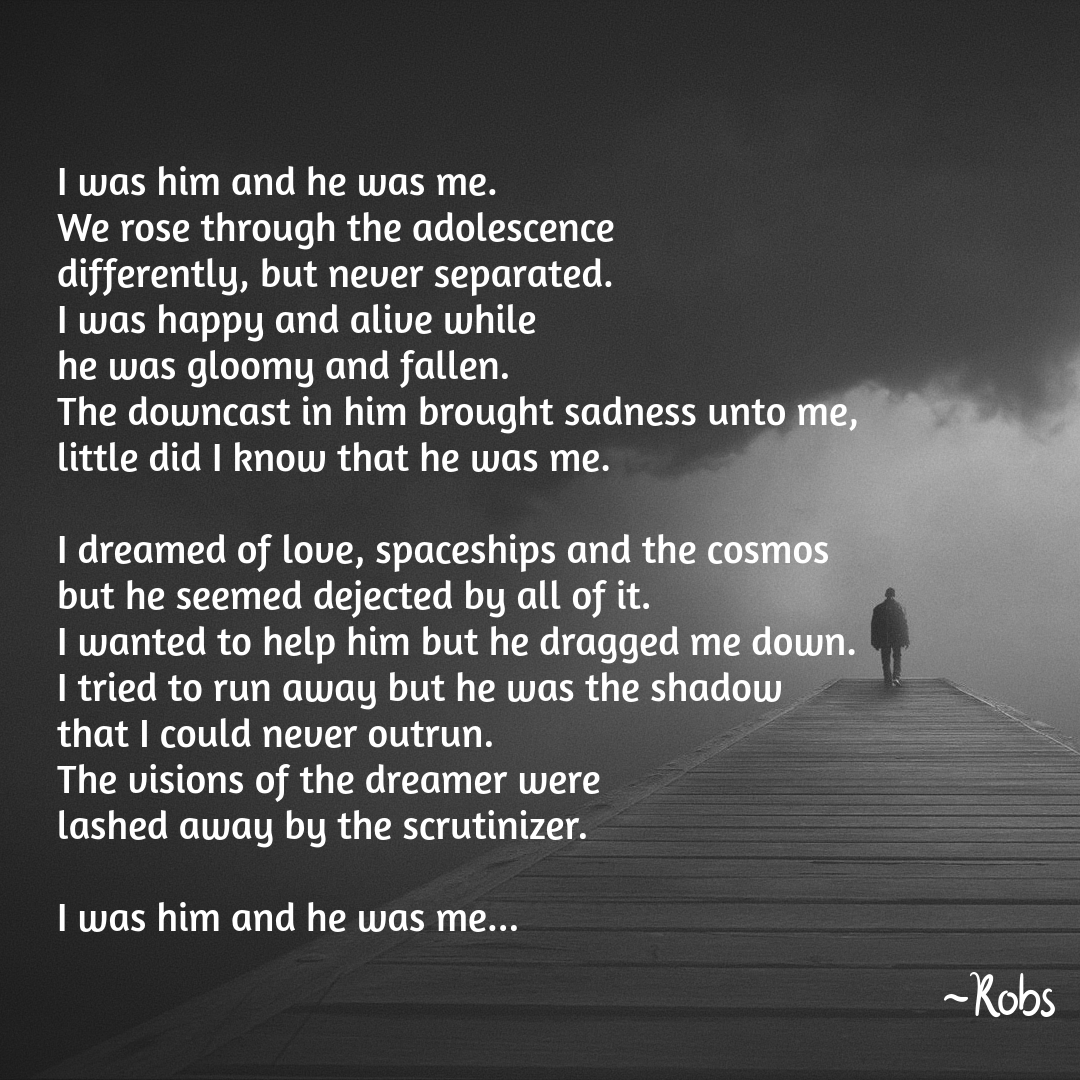 I was him and he was me.
We rose through the adolescence
differently, but never separated.
I was happy and alive while
he was gloomy and fallen.
The downcast in him brought sadness unto me,
little did I know that he was me.
I dreamed of love, spaceships and the cosmos
but he seemed dejected by all of it.
I wanted to help him but he dragged me down.
I tried to run away but he was the shadow
that I could never outrun.
The visions of the dreamer were
lashed away by the scrutinizer.
I was him and he was me...
~Robs